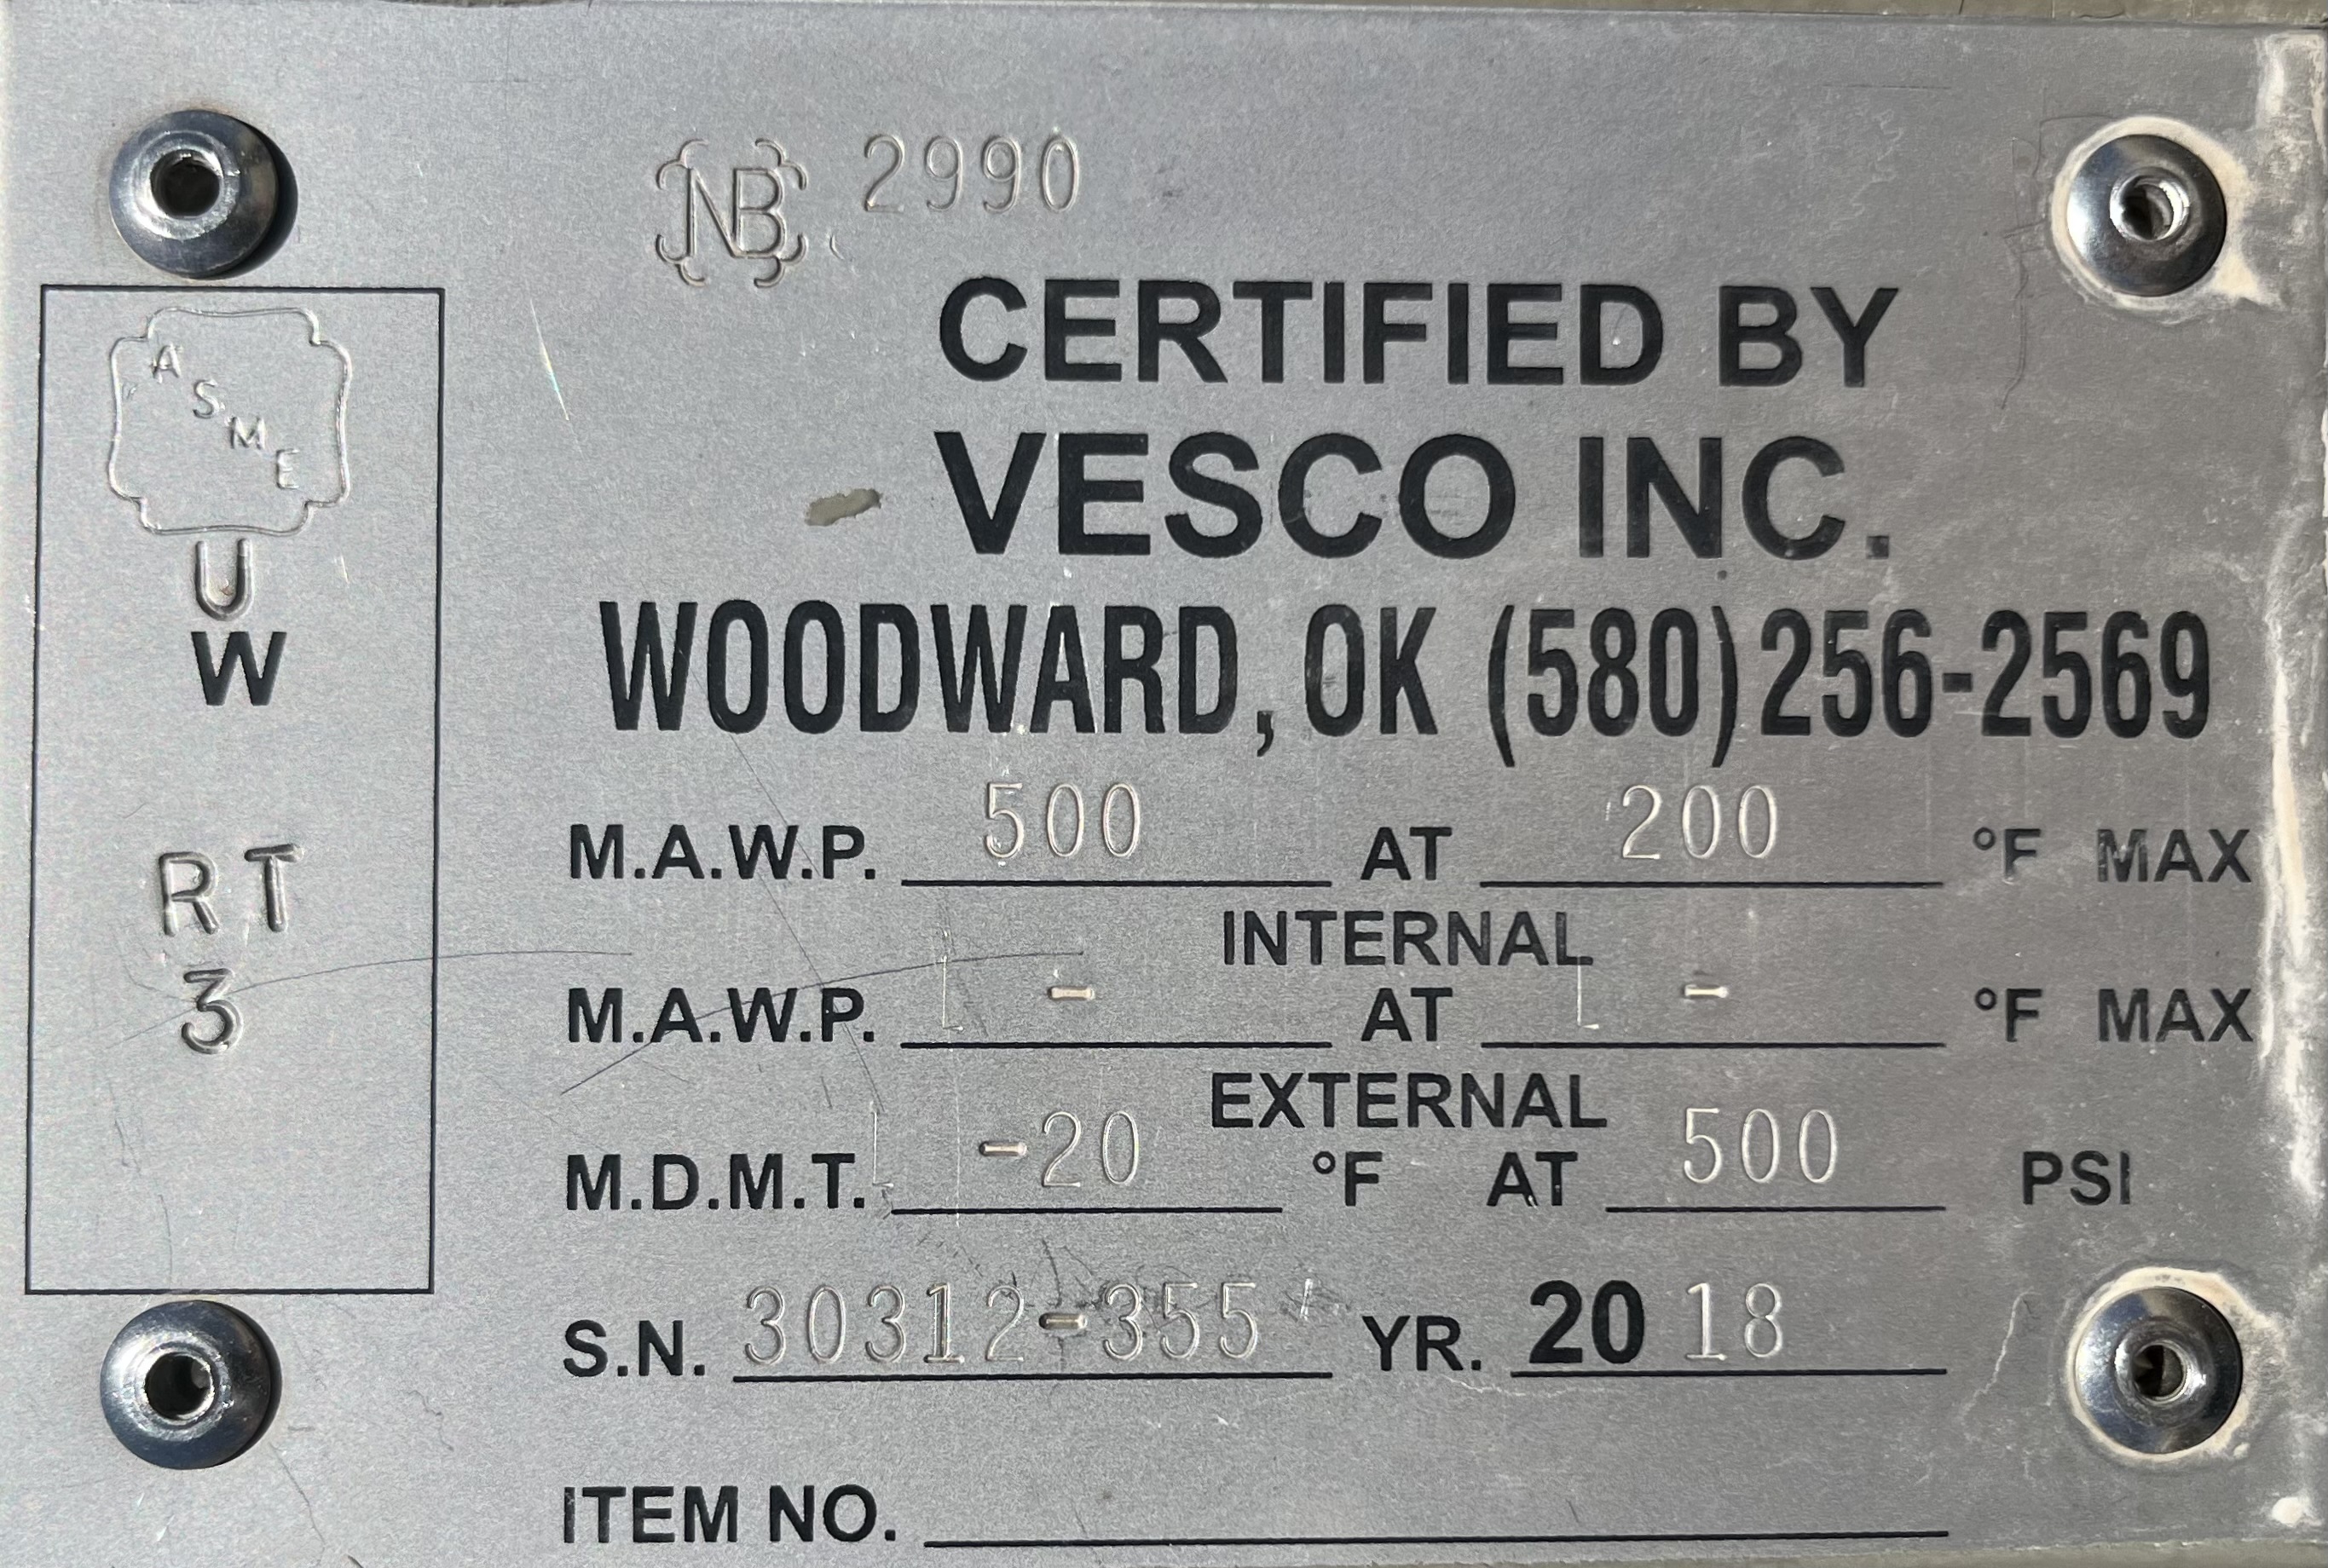 NB 2990
CERTIFIED BY
VESCO INC.
WOODWARD, OK (580) 256-2569
M.A.W.P. 500 AT 200 °F MAX
INTERNAL
M.A.W.P. - AT - °F MAX
EXTERNAL
M.D.M.T. -20 °F AT 500 PSI
S.N. 30312-355 YR. 2018
ITEM NO.
ASME
U
W
RT
3